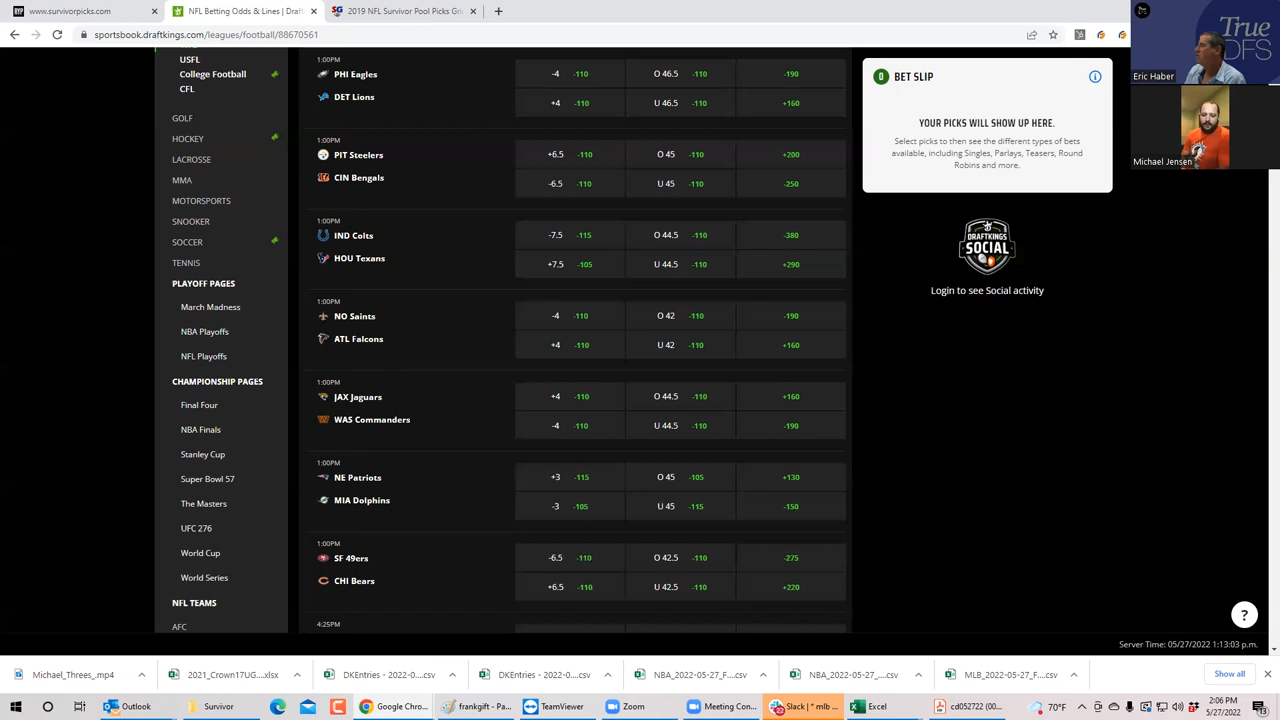 www.survivorpicks.com
NFL Betting Odds & Lines | Draft
2019 NFL Survivor Pool Picks Gri
sportsbook.draftkings.com/leagues/football/88670561
True
DFS
Eric Haber
Michael Jensen
USFL
College Football
CFL
GOLF
HOCKEY
LACROSSE
MMA
MOTORSPORTS
SNOOKER
SOCCER
TENNIS
PLAYOFF PAGES
March Madness
NBA Playoffs
NFL Playoffs
CHAMPIONSHIP PAGES
Final Four
NBA Finals
Stanley Cup
Super Bowl 57
The Masters
UFC 276
World Cup
World Series
NFL TEAMS
AFC
1:00PM
PHI Eagles -4 -110 O 46.5 -110 -190
DET Lions +4 -110 U 46.5 -110 +160
1:00PM
PIT Steelers +6.5 -110 O 45 -110 +200
CIN Bengals -6.5 -110 U 45 -110 -250
1:00PM
IND Colts -7.5 -115 O 44.5 -110 -380
HOU Texans +7.5 -105 U 44.5 -110 +290
1:00PM
NO Saints -4 -110 O 42 -110 -190
ATL Falcons +4 -110 U 42 -110 +160
1:00PM
JAX Jaguars +4 -110 O 44.5 -110 +160
WAS Commanders -4 -110 U 44.5 -110 -190
1:00PM
NE Patriots +3 -115 O 45 -105 +130
MIA Dolphins -3 -105 U 45 -115 -150
1:00PM
SF 49ers -6.5 -110 O 42.5 -110 -275
CHI Bears +6.5 -110 U 42.5 -110 +220
4:25PM
0 BET SLIP
YOUR PICKS WILL SHOW UP HERE.
Select picks to then see the different types of bets
available, including Singles, Parlays, Teasers, Round
Robins and more.
DRAFTKINGS
SOCIAL
Login to see Social activity
?
Server Time: 05/27/2022 1:13:03 p.m.
Michael_Threes_.mp4
2021_Crown17UG....xlsx
DKEntries - 2022-0....csv
DKEntries - 2022-0....csv
NBA_2022-05-27_F....csv
NBA_2022-05-27_....csv
MLB_2022-05-27_F....csv
Show all
Outlook
Survivor
Google Chro...
frankgift - Pa...
TeamViewer
Zoom
Meeting Con...
Slack | * mlb ...
Excel
cd052722 (00...
70°F
2:06 PM
5/27/2022